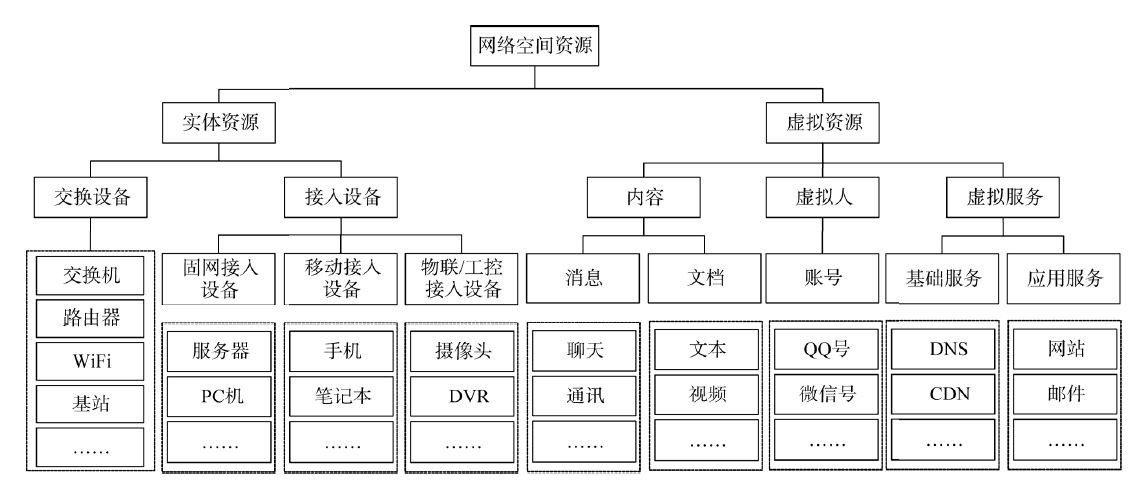 网络空间资源
实体资源
虚拟资源
交换设备
接入设备
内容
虚拟人
虚拟服务
固网接入
设备
移动接入
设备
物联/工控
接入设备
消息
文档
账号
基础服务
应用服务
交换机
路由器
WiFi
基站
……
服务器
PC机
……
手机
笔记本
……
摄像头
DVR
……
聊天
通讯
……
文本
视频
……
QQ号
微信号
……
DNS
CDN
……
网站
邮件
……